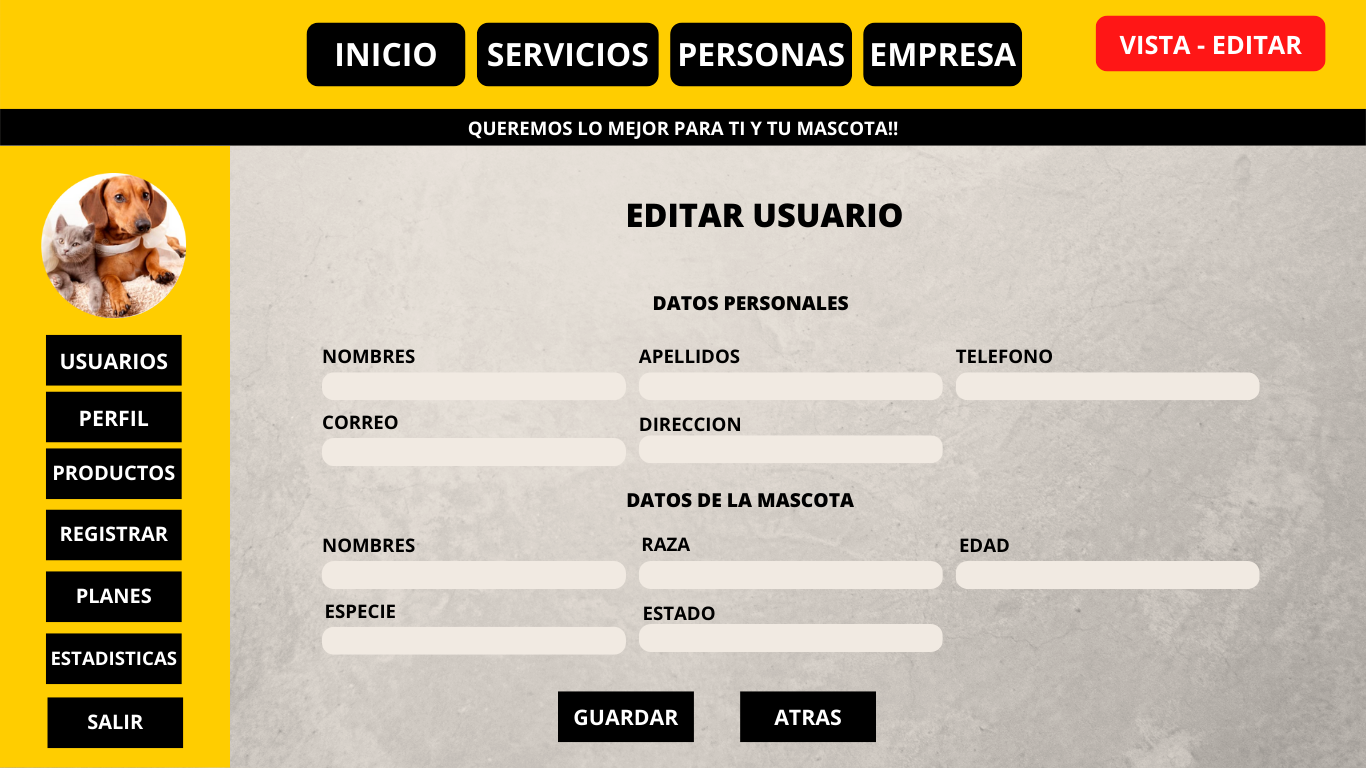 INICIO
SERVICIOS
PERSONAS
EMPRESA
VISTA - EDITAR
QUEREMOS LO MEJOR PARA TI Y TU MASCOTA!!
USUARIOS
PERFIL
PRODUCTOS
REGISTRAR
PLANES
ESTADISTICAS
SALIR
EDITAR USUARIO
DATOS PERSONALES
NOMBRES
APELLIDOS
TELEFONO
CORREO
DIRECCION
DATOS DE LA MASCOTA
NOMBRES
RAZA
EDAD
ESPECIE
ESTADO
GUARDAR
ATRAS